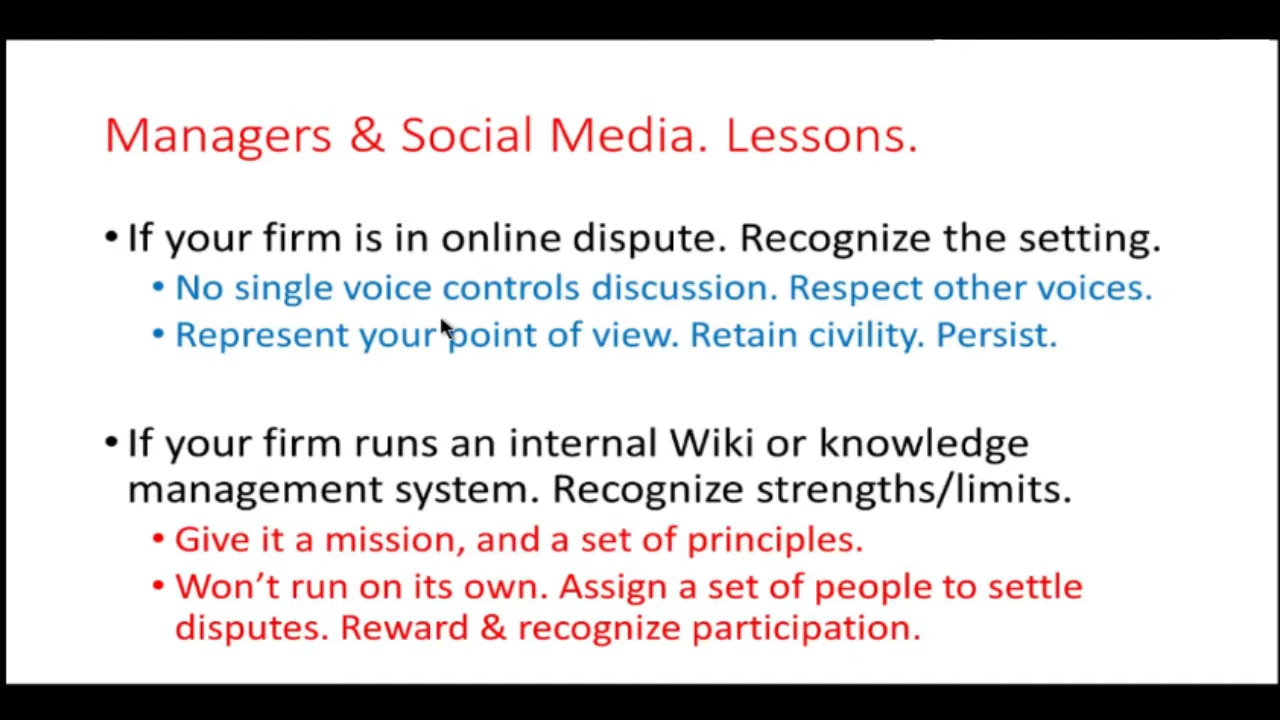 Managers & Social Media. Lessons.
• If your firm is in online dispute. Recognize the setting.
• No single voice controls discussion. Respect other voices.
• Represent your point of view. Retain civility. Persist.
• If your firm runs an internal Wiki or knowledge
management system. Recognize strengths/limits.
• Give it a mission, and a set of principles.
• Won’t run on its own. Assign a set of people to settle
disputes. Reward & recognize participation.